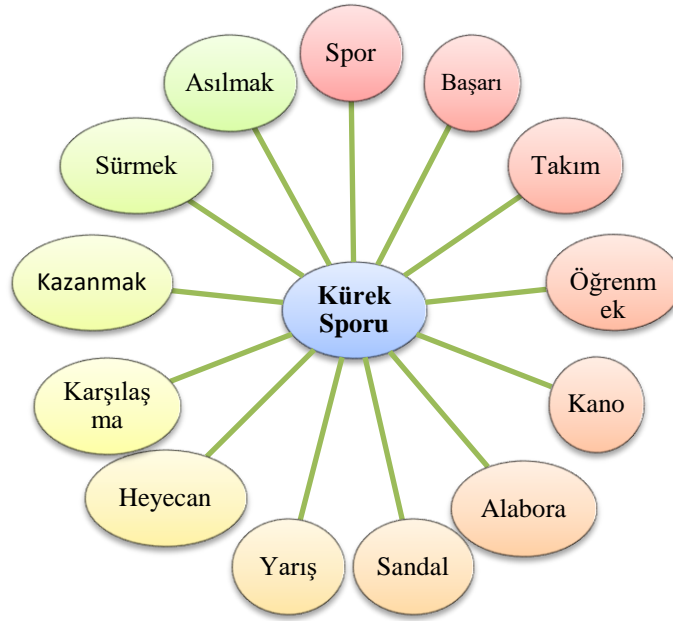 Spor
Başarı
Takım
Öğrenm
ek
Kano
Alabora
Sandal
Yarış
Heyecan
Karşılaş
ma
Kazanmak
Sürmek
Asılmak
Kürek
Sporu